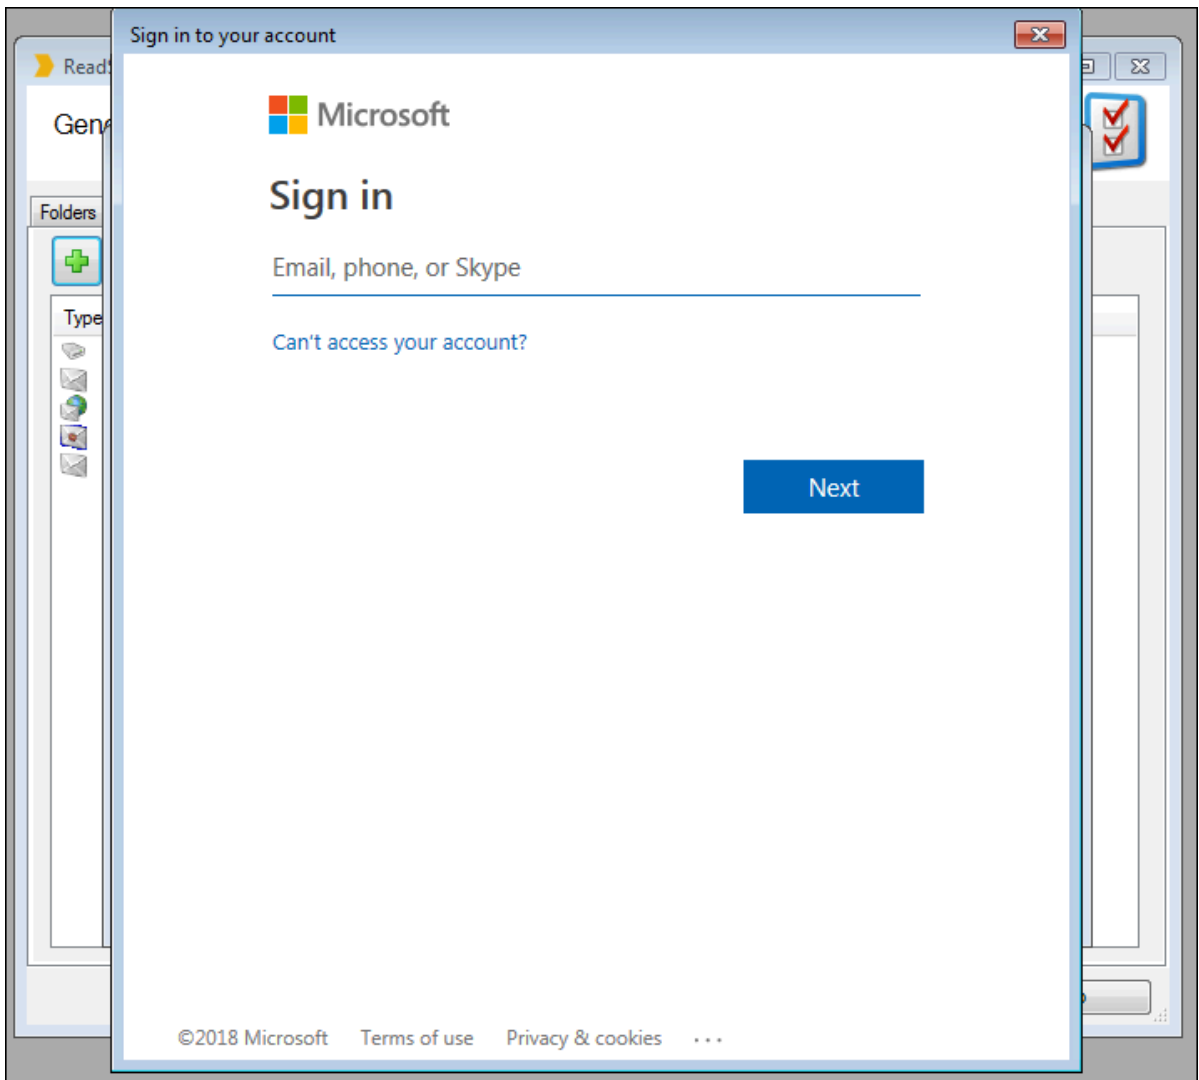 Sign in to your account
Microsoft
Sign in
Email, phone, or Skype
Can't access your account?
Next
©2018 Microsoft Terms of use Privacy & cookies ...
Folders
Type